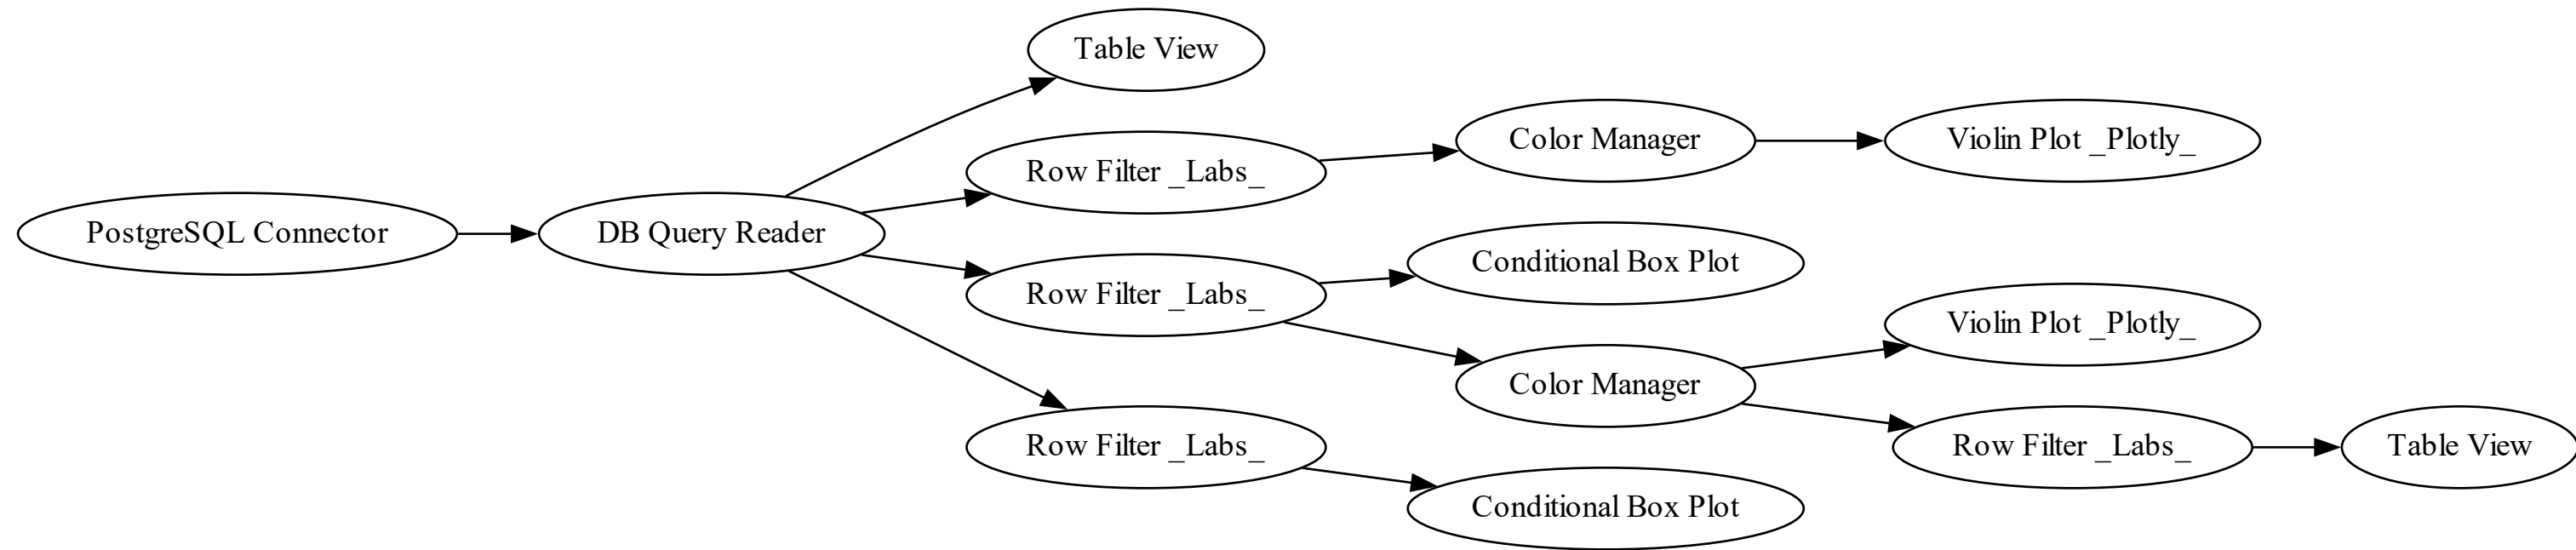 Table View
Color Manager
Violin Plot _Plotly_
Row Filter _Labs_
PostgreSQL Connector
DB Query Reader
Conditional Box Plot
Row Filter _Labs_
Violin Plot _Plotly_
Color Manager
Row Filter _Labs_
Row Filter _Labs_
Table View
Conditional Box Plot